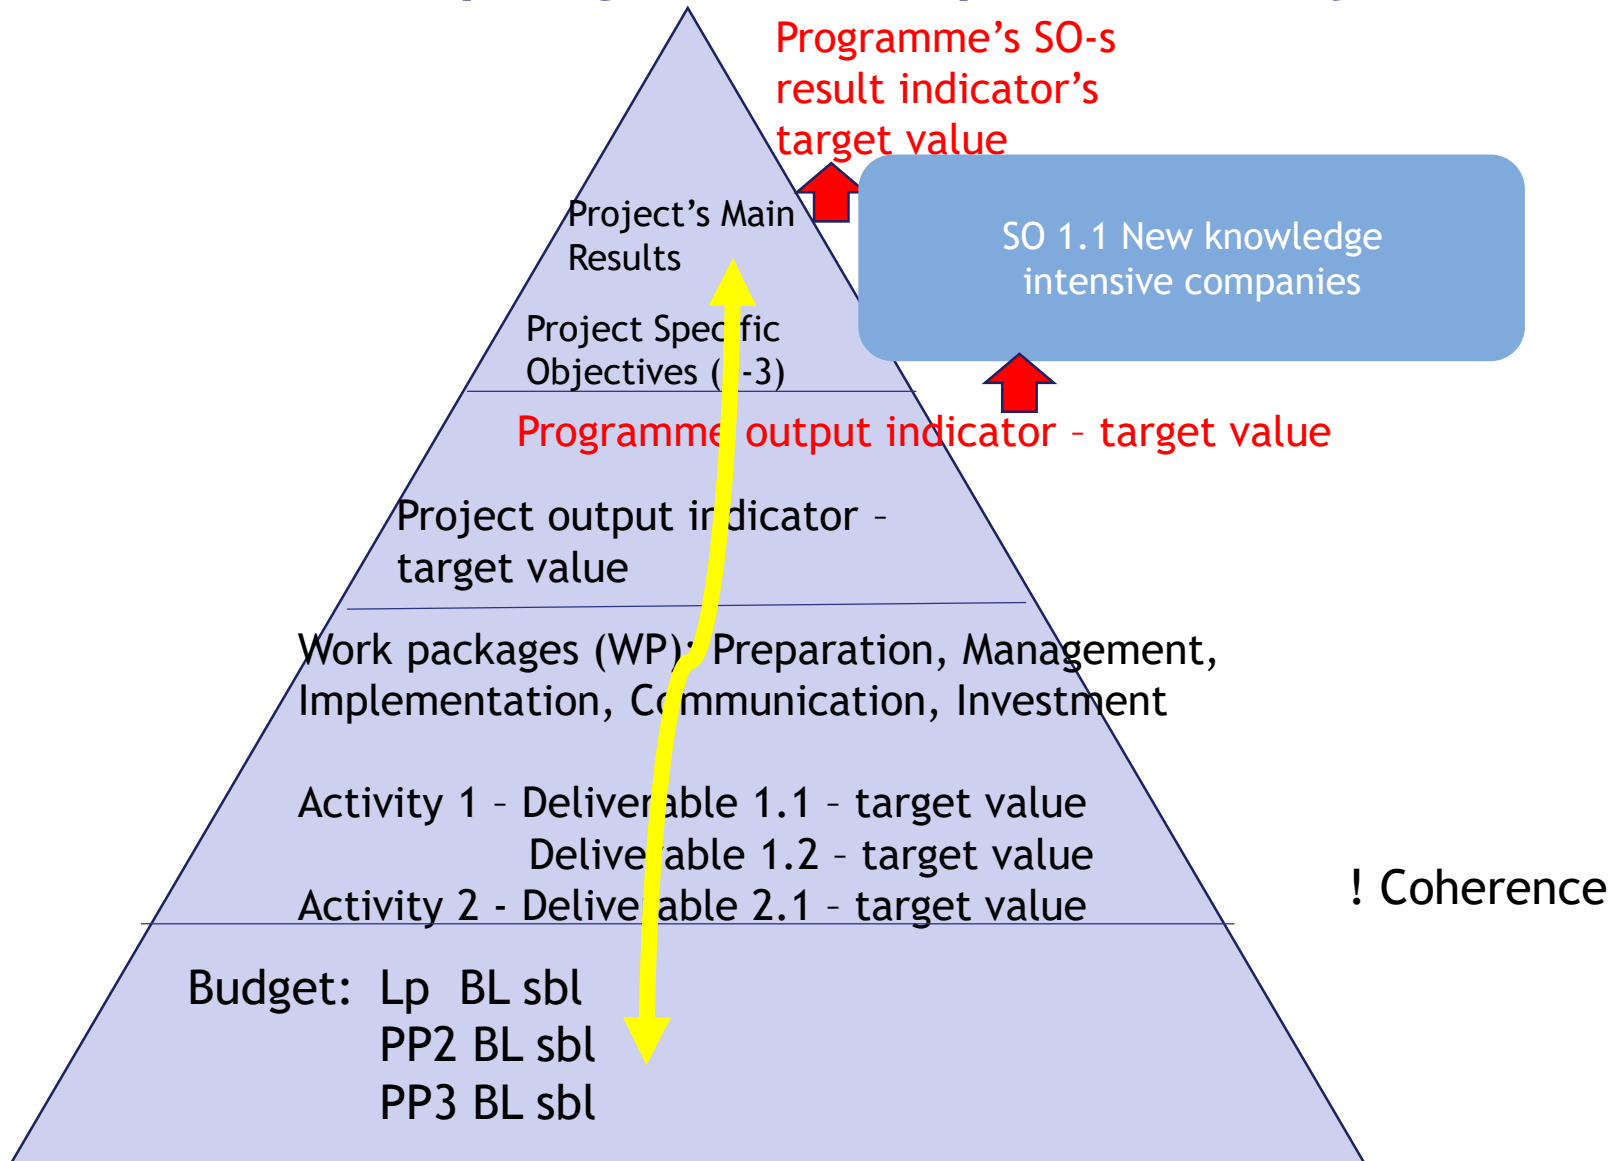 Programme’s SO-s
result indicator’s
target value
Project’s Main
Results
SO 1.1 New knowledge
intensive companies
Project Specific
Objectives ( -3)
Programme output indicator – target value
Project output indicator –
target value
Work packages (WP): Preparation, Management,
Implementation, Communication, Investment
Activity 1 – Deliverable 1.1 – target value
Deliverable 1.2 – target value
Activity 2 - Deliverable 2.1 – target value
! Coherence
Budget: Lp BL sbl
PP2 BL sbl
PP3 BL sbl